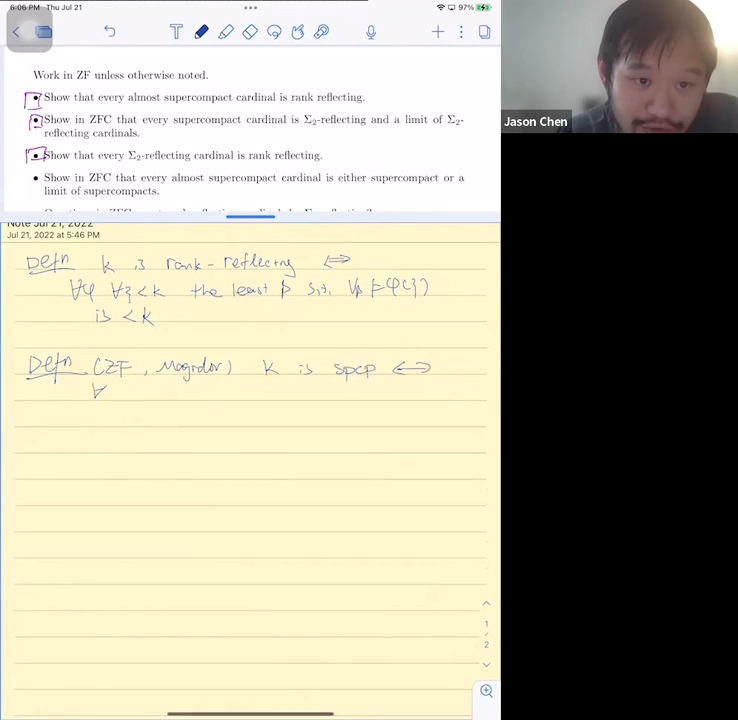 6:06 PM Thu Jul 21
97%
Work in ZF unless otherwise noted.
• Show that every almost supercompact cardinal is rank reflecting.
• Show in ZFC that every supercompact cardinal is Σ₂-reflecting and a limit of Σ₂-
reflecting cardinals.
• Show that every Σ₂-reflecting cardinal is rank reflecting.
• Show in ZFC that every almost supercompact cardinal is either supercompact or a
limit of supercompacts.
Note Jul 21, 2022
Jul 21, 2022 at 5:46 PM
Defn k is rank-reflecting ⟺
∀φ ∀ξ<k the least β s.t. Vβ ⊨ φ(ξ)
is < k
Defn (ZF, Magidor) k is spcp ⟺
∀
1
/
2
Jason Chen